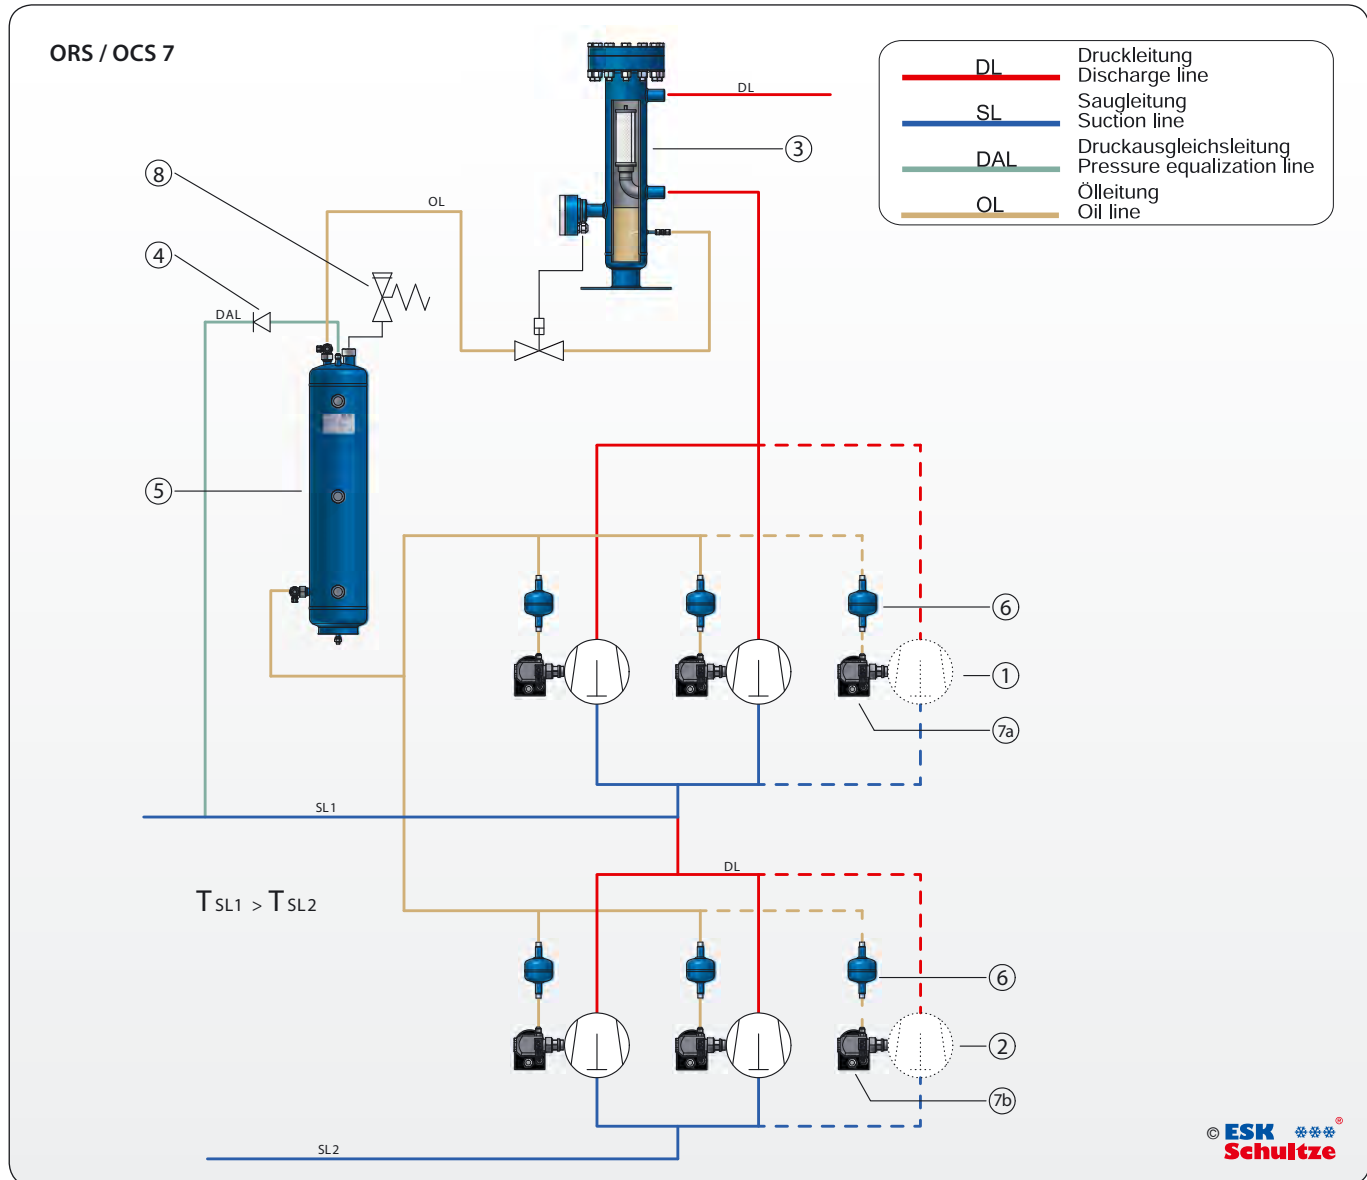 ORS / OCS 7
DL
Druckleitung
Discharge line
SL
Saugleitung
Suction line
DAL
Druckausgleichsleitung
Pressure equalization line
OL
Ölleitung
Oil line
DL
3
8
OL
4
DAL
5
6
1
7a
SL1
DL
TSL1 > TSL2
6
2
7b
SL2
© ESK ®
Schultze